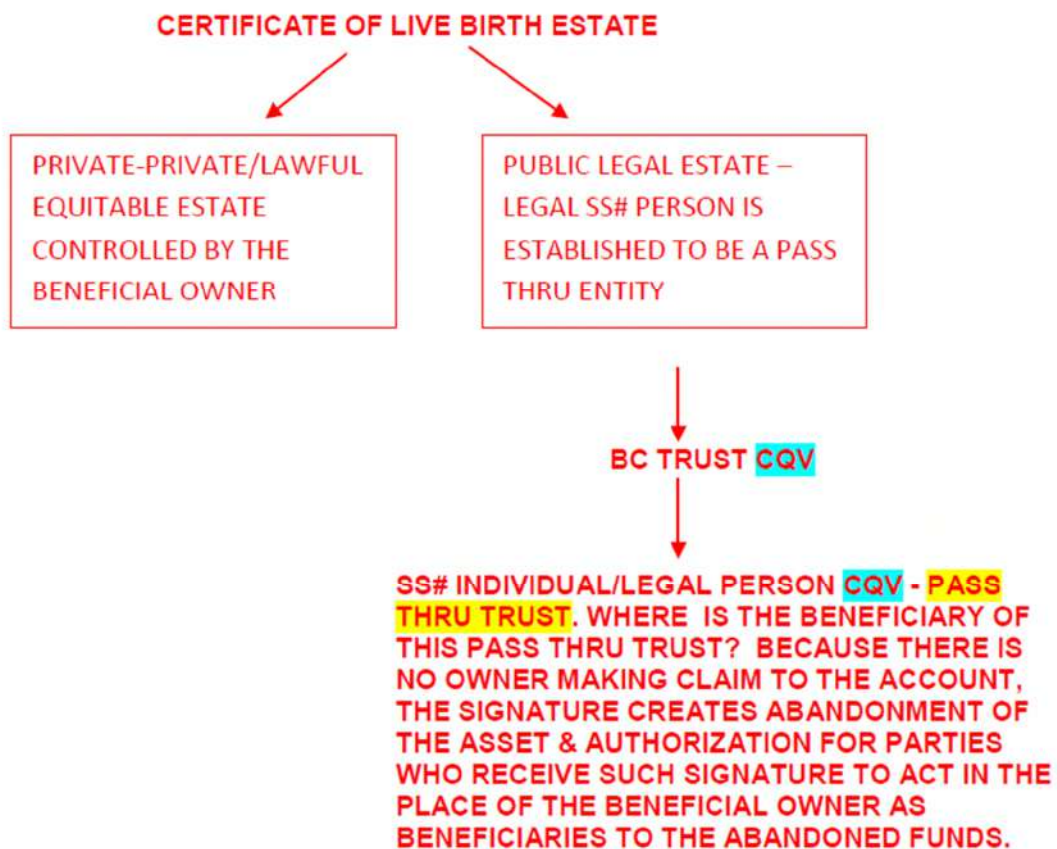 CERTIFICATE OF LIVE BIRTH ESTATE
PRIVATE-PRIVATE/LAWFUL
EQUITABLE ESTATE
CONTROLLED BY THE
BENEFICIAL OWNER
PUBLIC LEGAL ESTATE –
LEGAL SS# PERSON IS
ESTABLISHED TO BE A PASS
THRU ENTITY
BC TRUST CQV
SS# INDIVIDUAL/LEGAL PERSON CQV - PASS
THRU TRUST. WHERE IS THE BENEFICIARY OF
THIS PASS THRU TRUST? BECAUSE THERE IS
NO OWNER MAKING CLAIM TO THE ACCOUNT,
THE SIGNATURE CREATES ABANDONMENT OF
THE ASSET & AUTHORIZATION FOR PARTIES
WHO RECEIVE SUCH SIGNATURE TO ACT IN THE
PLACE OF THE BENEFICIAL OWNER AS
BENEFICIARIES TO THE ABANDONED FUNDS.